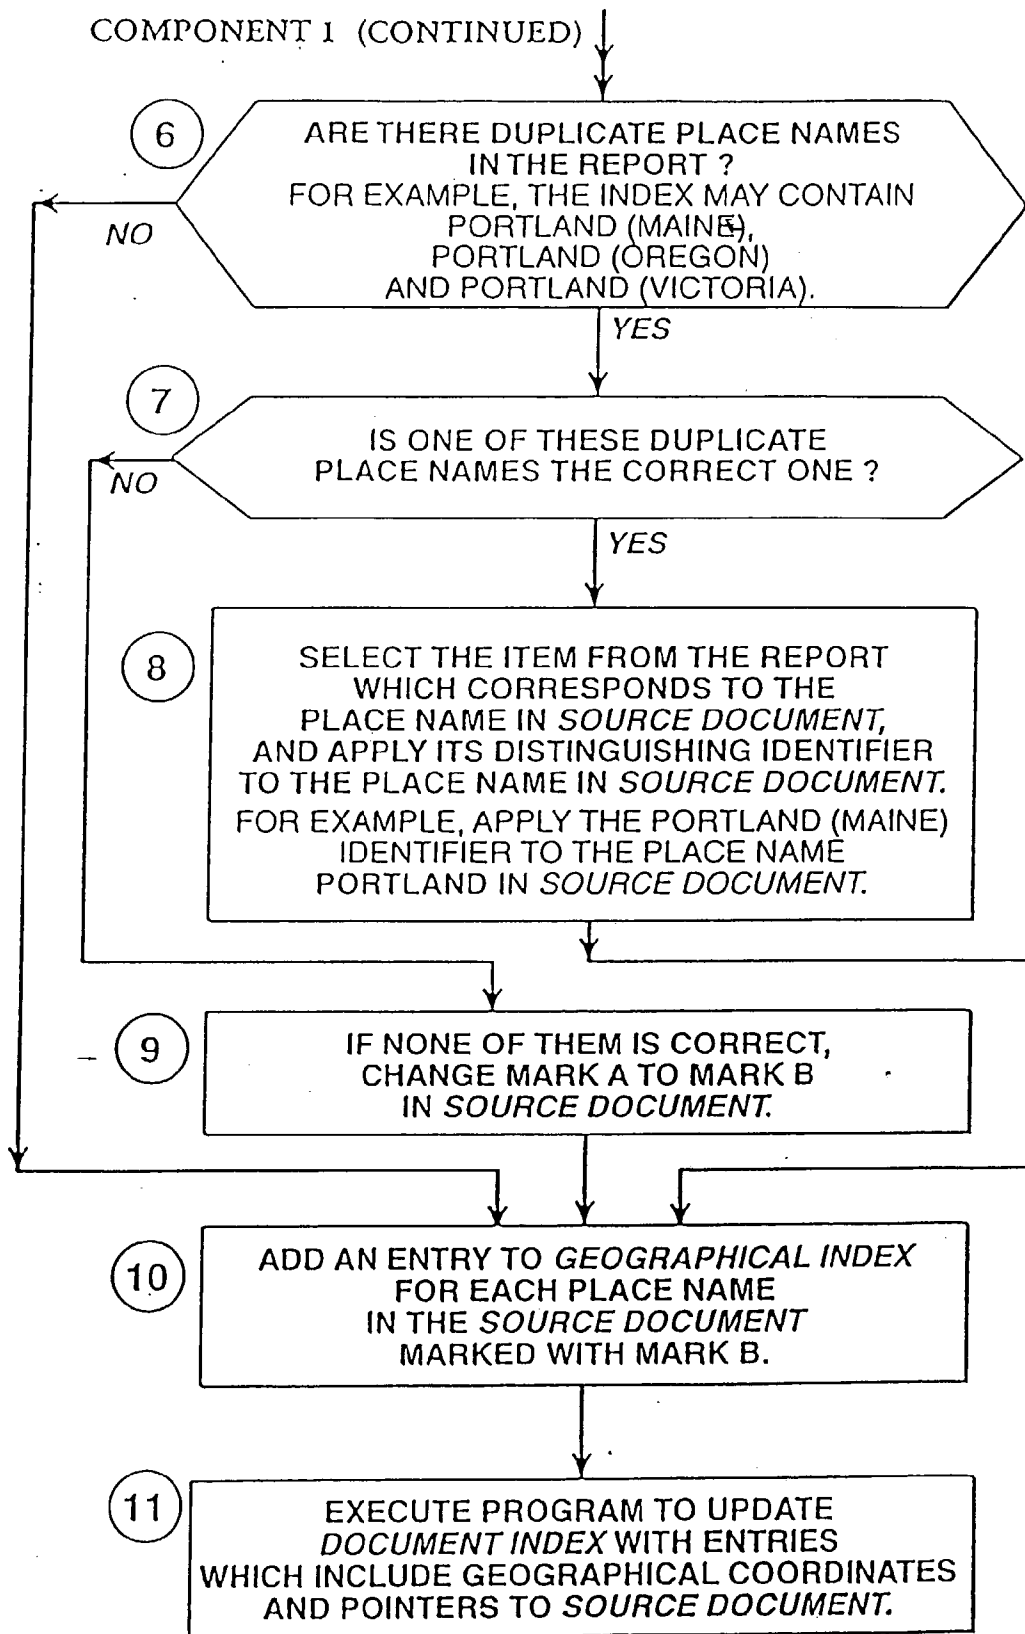 COMPONENT 1 (CONTINUED)
6
ARE THERE DUPLICATE PLACE NAMES
IN THE REPORT ?
FOR EXAMPLE, THE INDEX MAY CONTAIN
PORTLAND (MAINE),
PORTLAND (OREGON)
AND PORTLAND (VICTORIA).
NO
YES
7
IS ONE OF THESE DUPLICATE
PLACE NAMES THE CORRECT ONE ?
NO
YES
8
SELECT THE ITEM FROM THE REPORT
WHICH CORRESPONDS TO THE
PLACE NAME IN SOURCE DOCUMENT,
AND APPLY ITS DISTINGUISHING IDENTIFIER
TO THE PLACE NAME IN SOURCE DOCUMENT.
FOR EXAMPLE, APPLY THE PORTLAND (MAINE)
IDENTIFIER TO THE PLACE NAME
PORTLAND IN SOURCE DOCUMENT.
9
IF NONE OF THEM IS CORRECT,
CHANGE MARK A TO MARK B
IN SOURCE DOCUMENT.
10
ADD AN ENTRY TO GEOGRAPHICAL INDEX
FOR EACH PLACE NAME
IN THE SOURCE DOCUMENT
MARKED WITH MARK B.
11
EXECUTE PROGRAM TO UPDATE
DOCUMENT INDEX WITH ENTRIES
WHICH INCLUDE GEOGRAPHICAL COORDINATES
AND POINTERS TO SOURCE DOCUMENT.